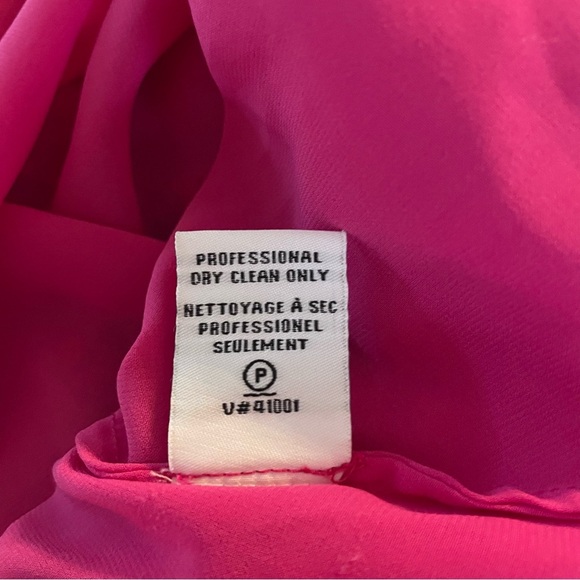 PROFESSIONAL
DRY CLEAN ONLY
NETTOYAGE À SEC
PROFESSIONEL
SEULEMENT
P
V#41001